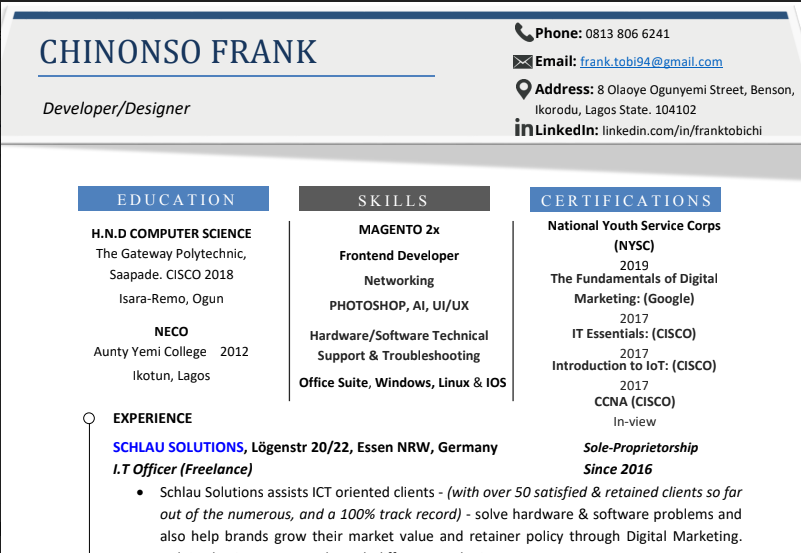 CHINONSO FRANK
Developer/Designer
Phone: 0813 806 6241
Email: frank.tobi94@gmail.com
Address: 8 Olaoye Ogunyemi Street, Benson,
Ikorodu, Lagos State. 104102
in LinkedIn: linkedin.com/in/franktobichi
EDUCATION
H.N.D COMPUTER SCIENCE
The Gateway Polytechnic,
Saapade. CISCO 2018
Isara-Remo, Ogun
NECO
Aunty Yemi College 2012
Ikotun, Lagos
SKILLS
MAGENTO 2x
Frontend Developer
Networking
PHOTOSHOP, AI, UI/UX
Hardware/Software Technical
Support & Troubleshooting
Office Suite, Windows, Linux & IOS
CERTIFICATIONS
National Youth Service Corps
(NYSC)
2019
The Fundamentals of Digital
Marketing: (Google)
2017
IT Essentials: (CISCO)
2017
Introduction to IoT: (CISCO)
2017
CCNA (CISCO)
In-view
EXPERIENCE
SCHLAU SOLUTIONS, Lögenstr 20/22, Essen NRW, Germany
Sole-Proprietorship
I.T Officer (Freelance)
Since 2016
• Schlau Solutions assists ICT oriented clients - (with over 50 satisfied & retained clients so far
out of the numerous, and a 100% track record) - solve hardware & software problems and
also help brands grow their market value and retainer policy through Digital Marketing.